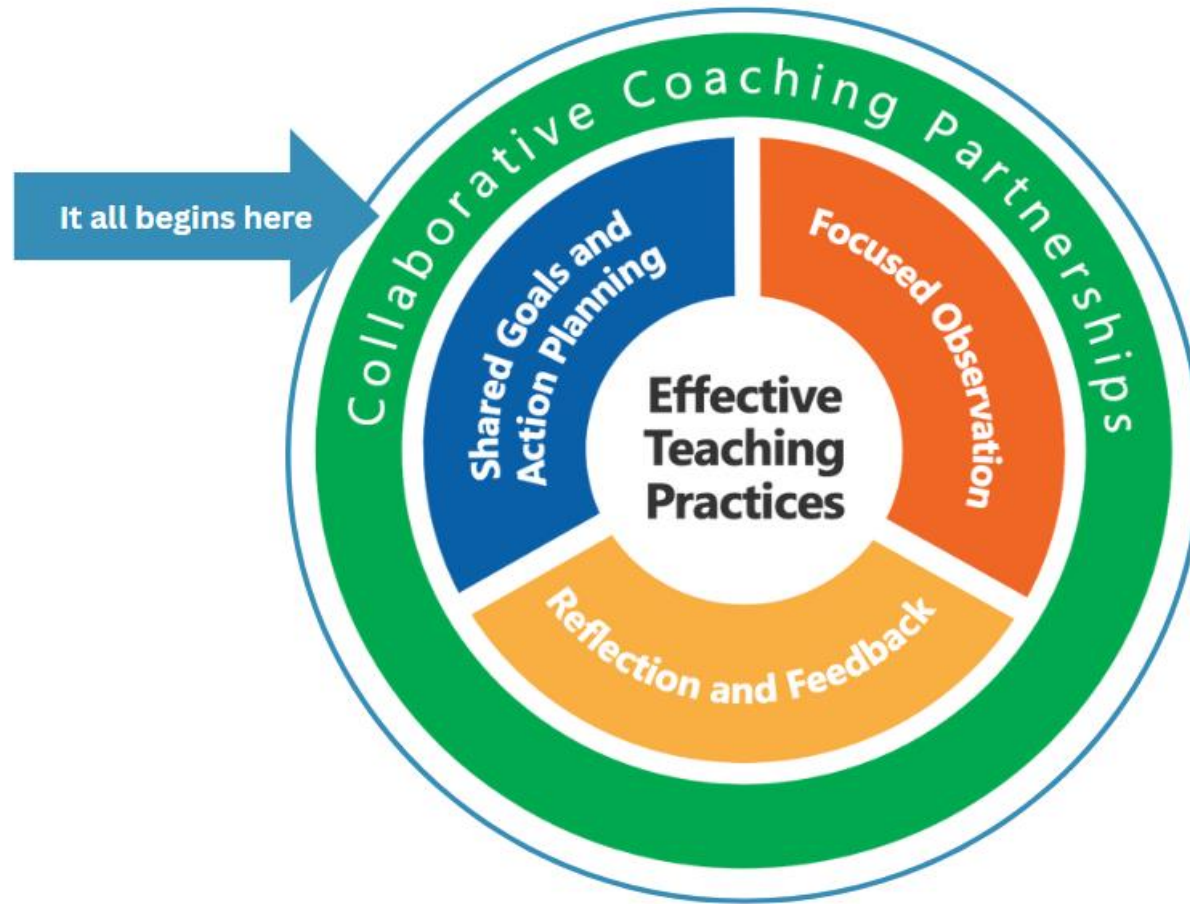 Collaborative Coaching Partnerships
It all begins here
Shared Goals and
Action Planning
Focused Observation
Effective
Teaching
Practices
Reflection and Feedback